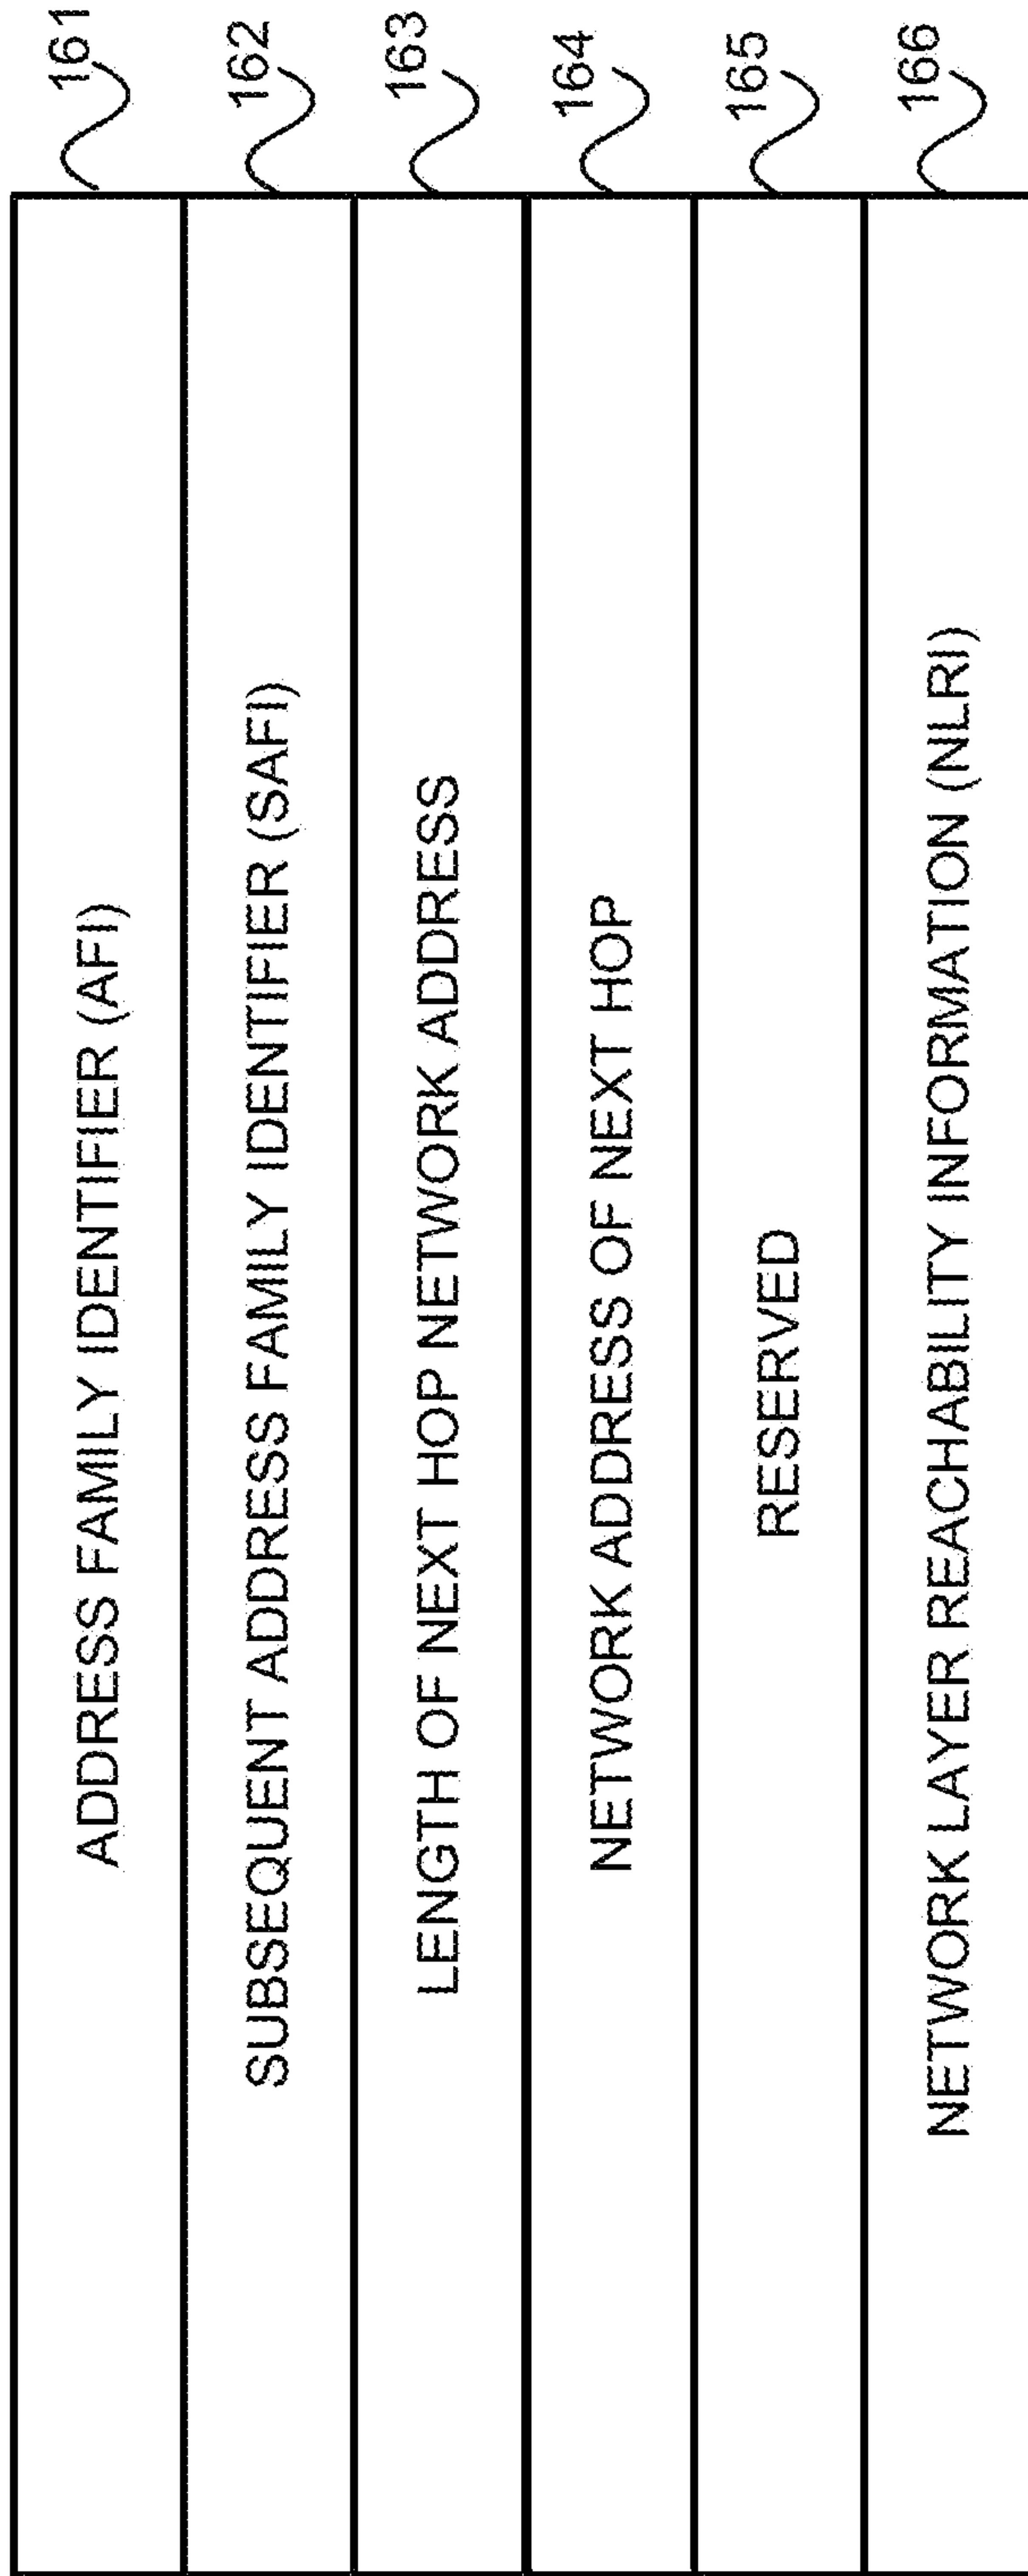 ADDRESS FAMILY IDENTIFIER (AFI) 161
SUBSEQUENT ADDRESS FAMILY IDENTIFIER (SAFI) 162
LENGTH OF NEXT HOP NETWORK ADDRESS 163
NETWORK ADDRESS OF NEXT HOP 164
RESERVED 165
NETWORK LAYER REACHABILITY INFORMATION (NLRI) 166